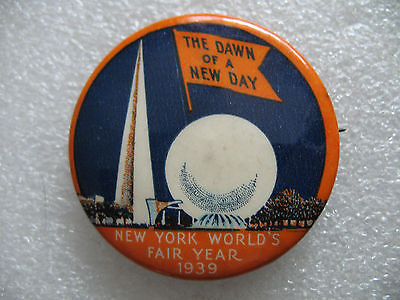 THE DAWN
OF A
NEW DAY
NEW YORK WORLD'S
FAIR YEAR
1939